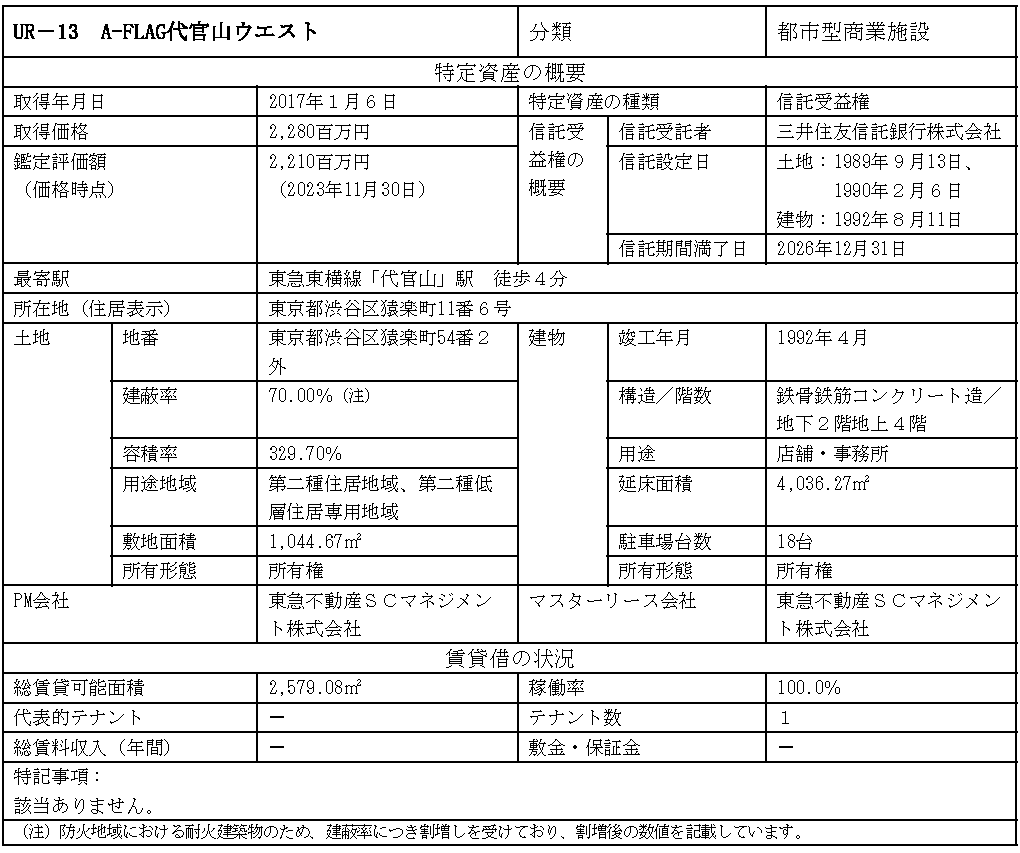 UR－13　A-FLAG代官山ウエスト 分類 都市型商業施設
特定資産の概要
取得年月日 2017年１月６日 特定資産の種類 信託受益権
取得価格 2,280百万円 信託受益権の概要 信託受託者 三井住友信託銀行株式会社
鑑定評価額 2,210百万円 信託設定日 土地：1989年９月13日、
（価格時点） （2023年11月30日） 1990年２月６日
建物：1992年８月11日
信託期間満了日 2026年12月31日
最寄駅 東急東横線「代官山」駅　徒歩４分
所在地（住居表示） 東京都渋谷区猿楽町11番６号
土地 地番 東京都渋谷区猿楽町54番２ 建物 竣工年月 1992年４月
外
建蔽率 70.00%（注） 構造／階数 鉄骨鉄筋コンクリート造／
地下２階地上４階
容積率 329.70% 用途 店舗・事務所
用途地域 第二種住居地域、第二種低 延床面積 4,036.27㎡
層住居専用地域
敷地面積 1,044.67㎡ 駐車場台数 18台
所有形態 所有権 所有形態 所有権
PM会社 東急不動産ＳＣマネジメン マスターリース会社 東急不動産ＳＣマネジメン
ト株式会社 ト株式会社
賃貸借の状況
総賃貸可能面積 2,579.08㎡ 稼働率 100.0%
代表的テナント － テナント数 １
総賃料収入（年間） － 敷金・保証金 －
特記事項：
該当ありません。
（注）防火地域における耐火建築物のため、建蔽率につき割増しを受けており、割増後の数値を記載しています。